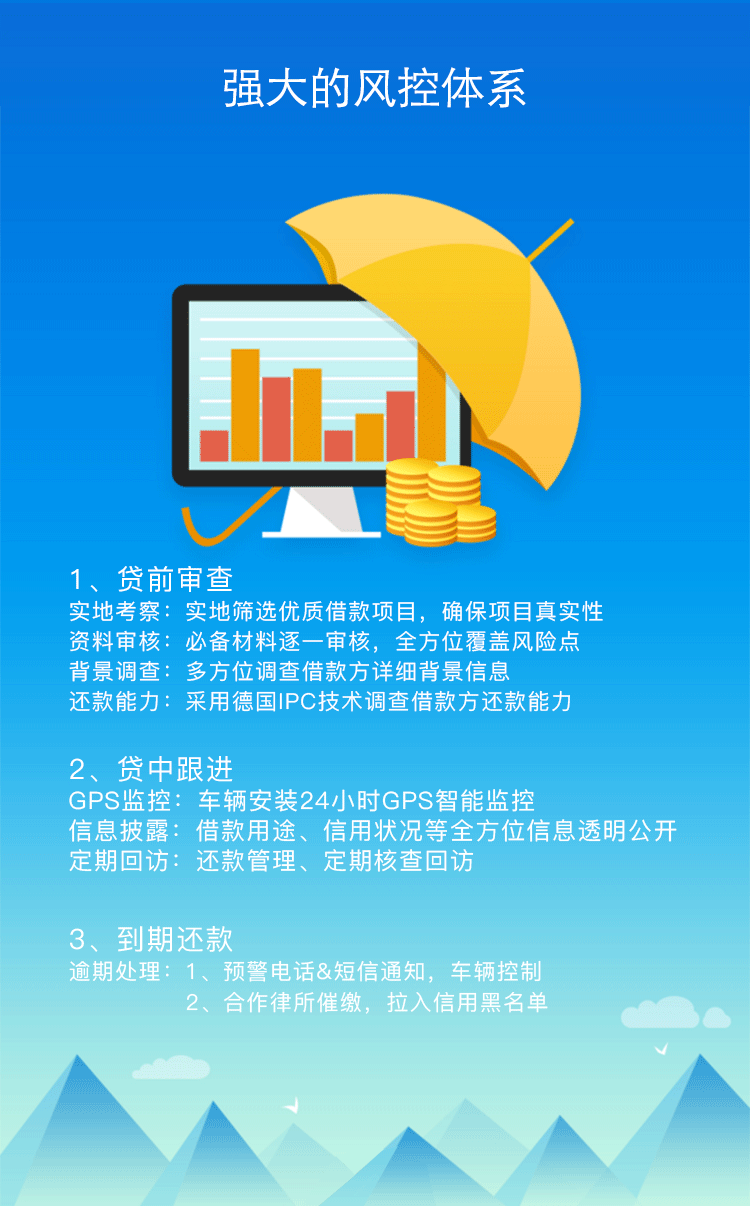 强大的风控体系
1、贷前审查
实地考察：实地筛选优质借款项目，确保项目真实性
资料审核：必备材料逐一审核，全方位覆盖风险点
背景调查：多方位调查借款方详细背景信息
还款能力：采用德国IPC技术调查借款方还款能力
2、贷中跟进
GPS监控：车辆安装24小时GPS智能监控
信息披露：借款用途、信用状况等全方位信息透明公开
定期回访：还款管理、定期核查回访
3、到期还款
逾期处理：1、预警电话&短信通知，车辆控制
2、合作律所催缴，拉入信用黑名单